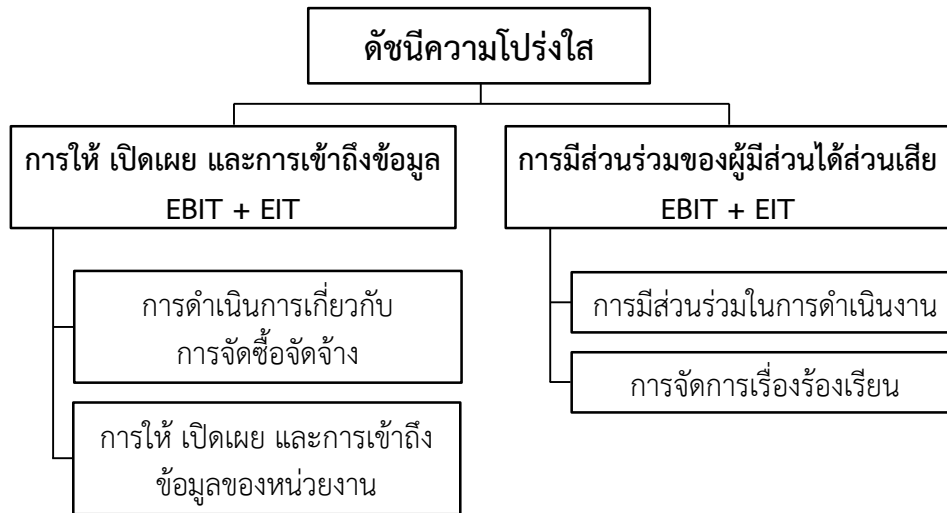 ดัชนีความโปร่งใส
การให้ เปิดเผย และการเข้าถึงข้อมูล
EBIT + EIT
การดำเนินการเกี่ยวกับ
การจัดซื้อจัดจ้าง
การให้ เปิดเผย และการเข้าถึง
ข้อมูลของหน่วยงาน
การมีส่วนร่วมของผู้มีส่วนได้ส่วนเสีย
EBIT + EIT
การมีส่วนร่วมในการดำเนินงาน
การจัดการเรื่องร้องเรียน